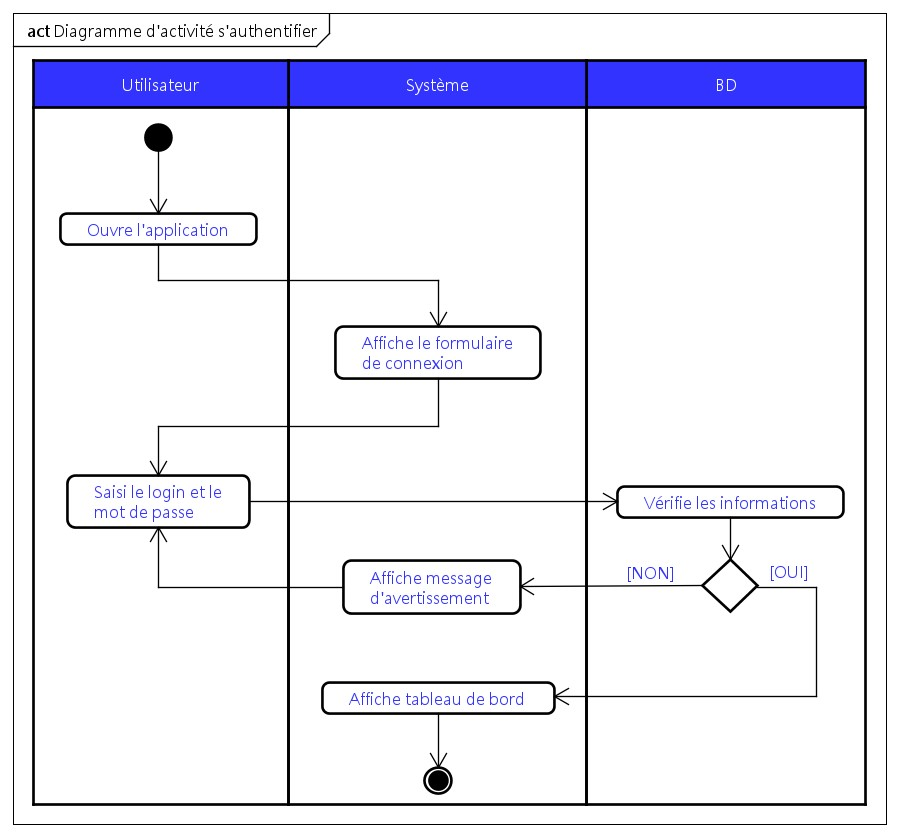 act Diagramme d'activité s'authentifier
Utilisateur
Système
BD
Ouvre l'application
Affiche le formulaire
de connexion
Saisi le login et le
mot de passe
Vérifie les informations
[NON]
[OUI]
Affiche message
d'avertissement
Affiche tableau de bord